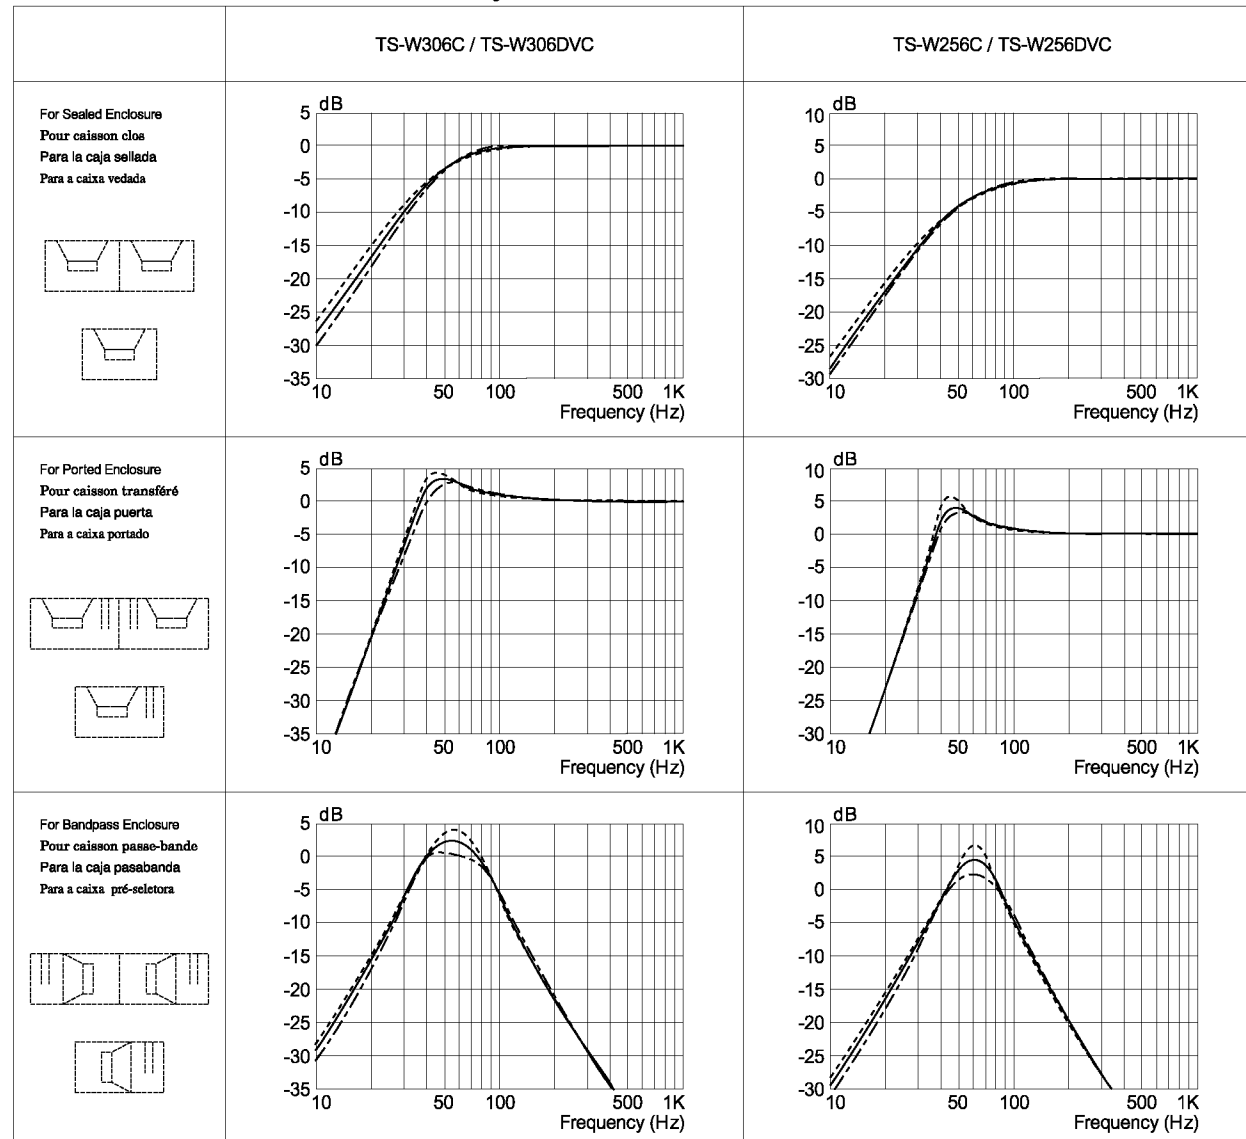 TS-W306C / TS-W306DVC
TS-W256C / TS-W256DVC
For Sealed Enclosure
Pour caisson clos
Para la caja sellada
Para a caixa vedada
dB
5
0
-5
-10
-15
-20
-25
-30
-35
10 50 100 500 1K
Frequency (Hz)
dB
10
5
0
-5
-10
-15
-20
-25
-30
10 50 100 500 1K
Frequency (Hz)
For Ported Enclosure
Pour caisson transféré
Para la caja puerta
Para a caixa portado
dB
5
0
-5
-10
-15
-20
-25
-30
-35
10 50 100 500 1K
Frequency (Hz)
dB
10
5
0
-5
-10
-15
-20
-25
-30
10 50 100 500 1K
Frequency (Hz)
For Bandpass Enclosure
Pour caisson passe-bande
Para la caja pasabanda
Para a caixa pré-seletora
dB
5
0
-5
-10
-15
-20
-25
-30
-35
10 50 100 500 1K
Frequency (Hz)
dB
10
5
0
-5
-10
-15
-20
-25
-30
10 50 100 500 1K
Frequency (Hz)